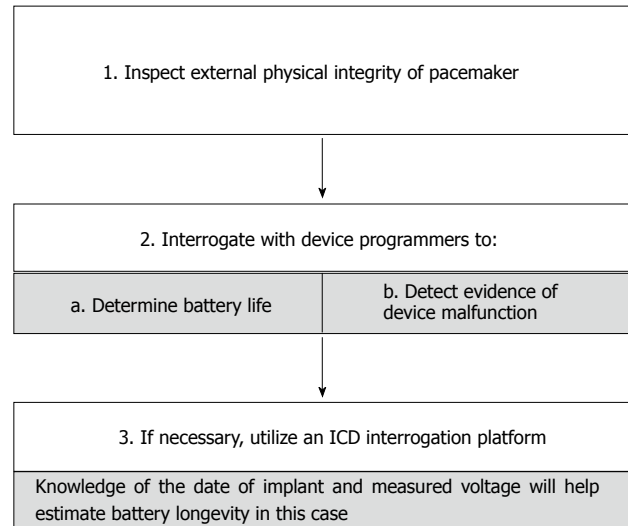 1. Inspect external physical integrity of pacemaker
2. Interrogate with device programmers to:
a. Determine battery life
b. Detect evidence of
device malfunction
3. If necessary, utilize an ICD interrogation platform
Knowledge of the date of implant and measured voltage will help
estimate battery longevity in this case